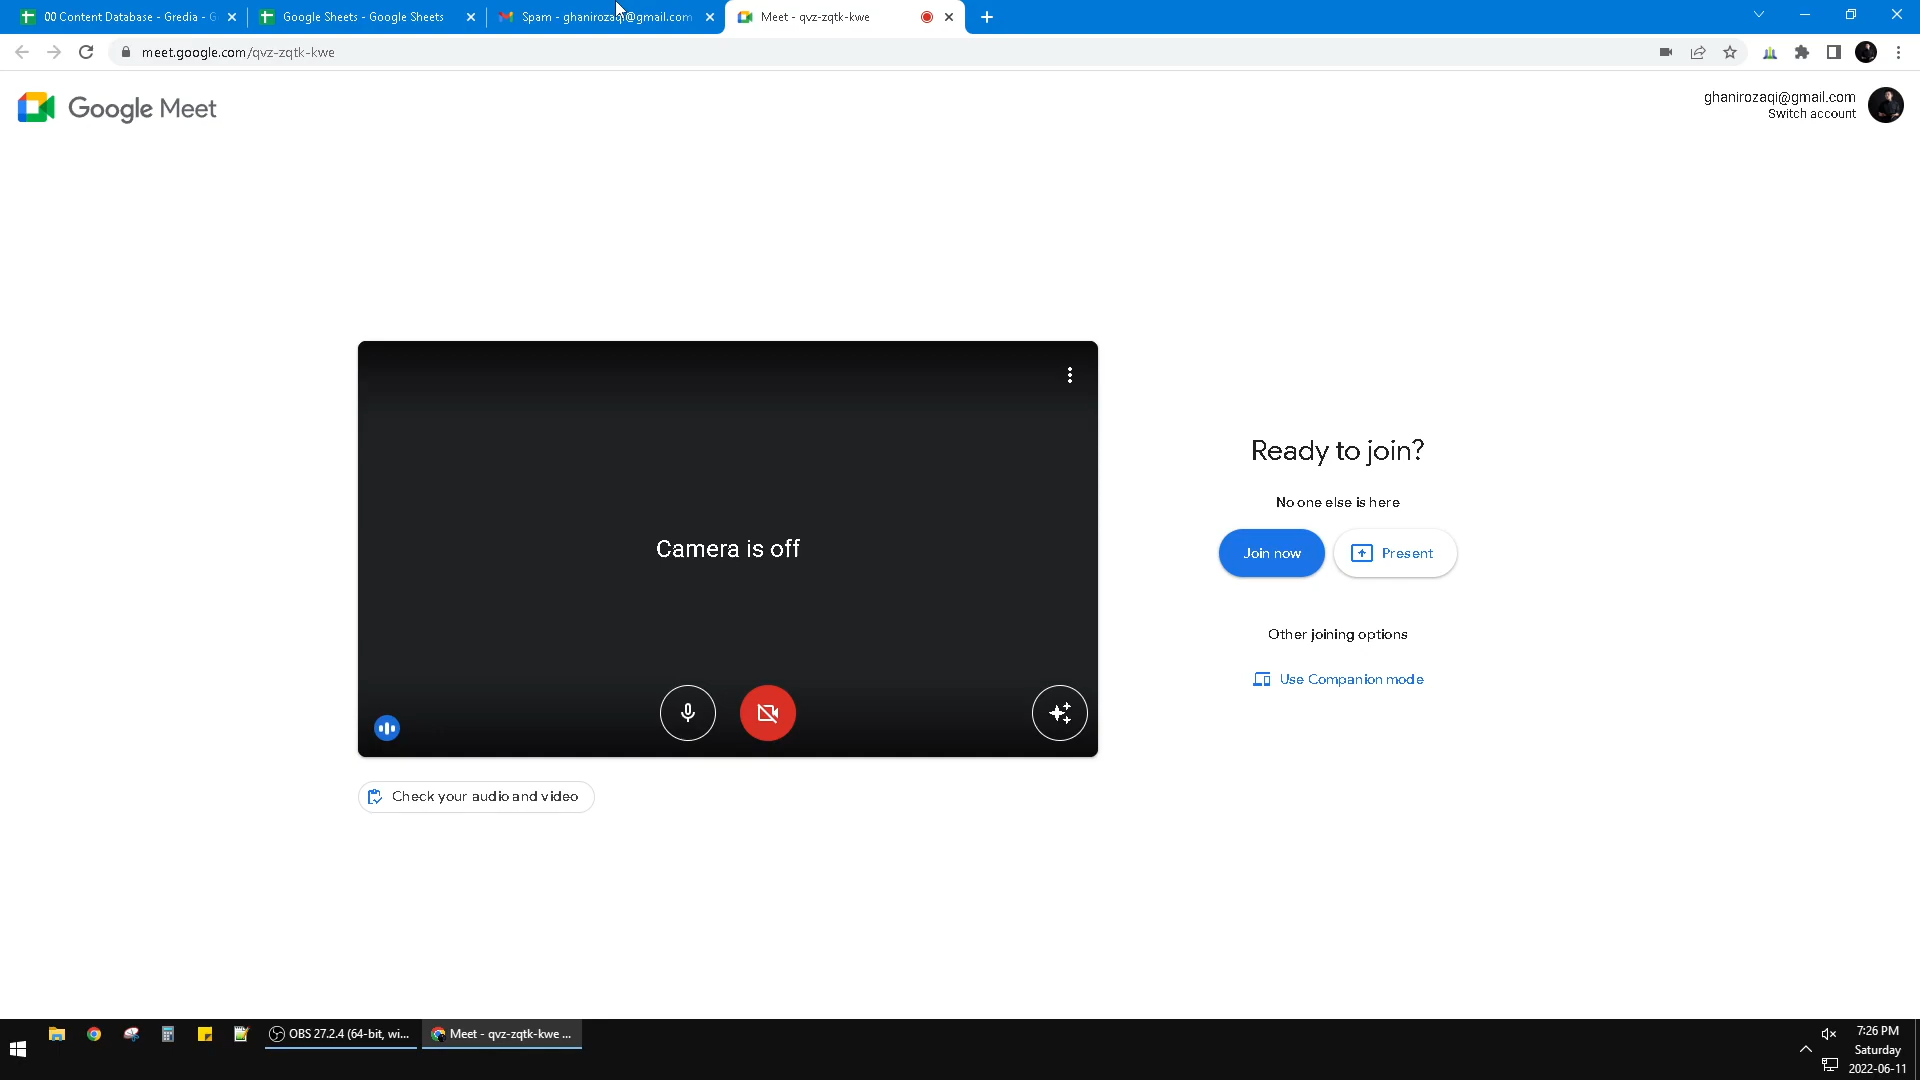 00 Content Database - Gredia - G
Google Sheets - Google Sheets
Spam - ghanirozaqi@gmail.com
Meet - qvz-zqtk-kwe
meet.google.com/qvz-zqtk-kwe
Google Meet
ghanirozaqi@gmail.com
Switch account
Camera is off
Ready to join?
No one else is here
Join now
Present
Other joining options
Use Companion mode
Check your audio and video
OBS 27.2.4 (64-bit, wi...
Meet - qvz-zqtk-kwe ...
7:26 PM
Saturday
2022-06-11